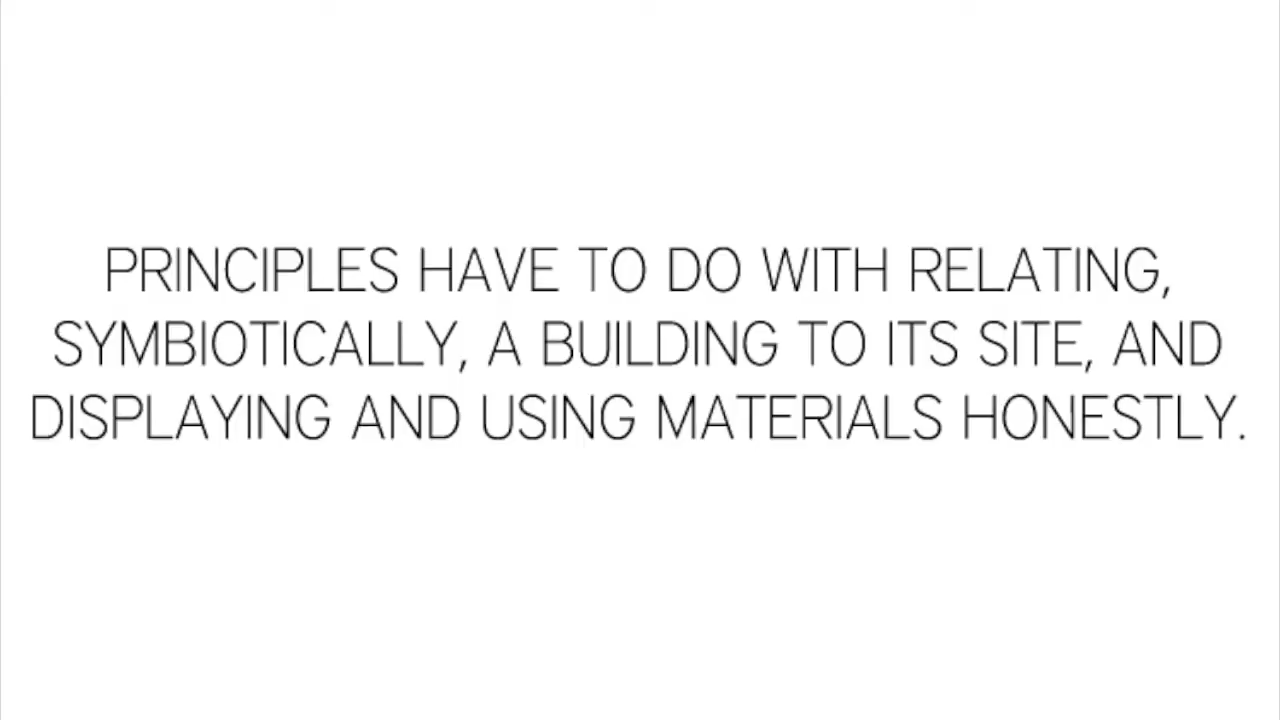 PRINCIPLES HAVE TO DO WITH RELATING,
SYMBIOTICALLY, A BUILDING TO ITS SITE, AND
DISPLAYING AND USING MATERIALS HONESTLY.